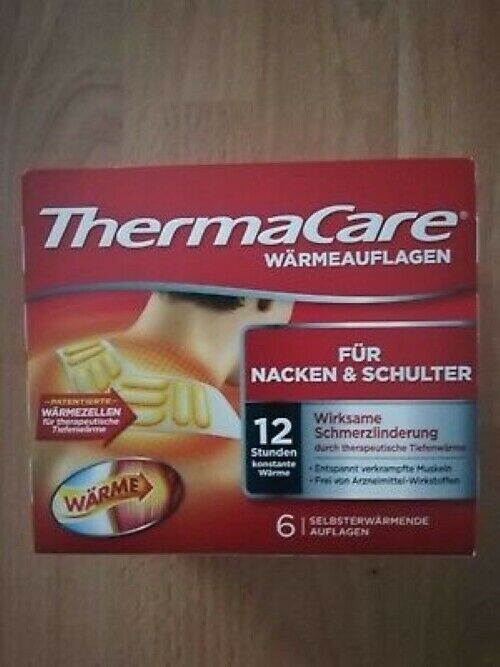 ThermaCare®
WÄRMEAUFLAGEN
FÜR
NACKEN & SCHULTER
PATENTIERTE
WÄRMEZELLEN
für therapeutische
Tiefenwärme
12
Stunden
konstante
Wärme
Wirksame
Schmerzlinderung
durch therapeutische Tiefenwärme
• Entspannt verkrampfte Muskeln
• Frei von Arzneimittel-Wirkstoffen
WÄRME
6 SELBSTERWÄRMENDE
AUFLAGEN